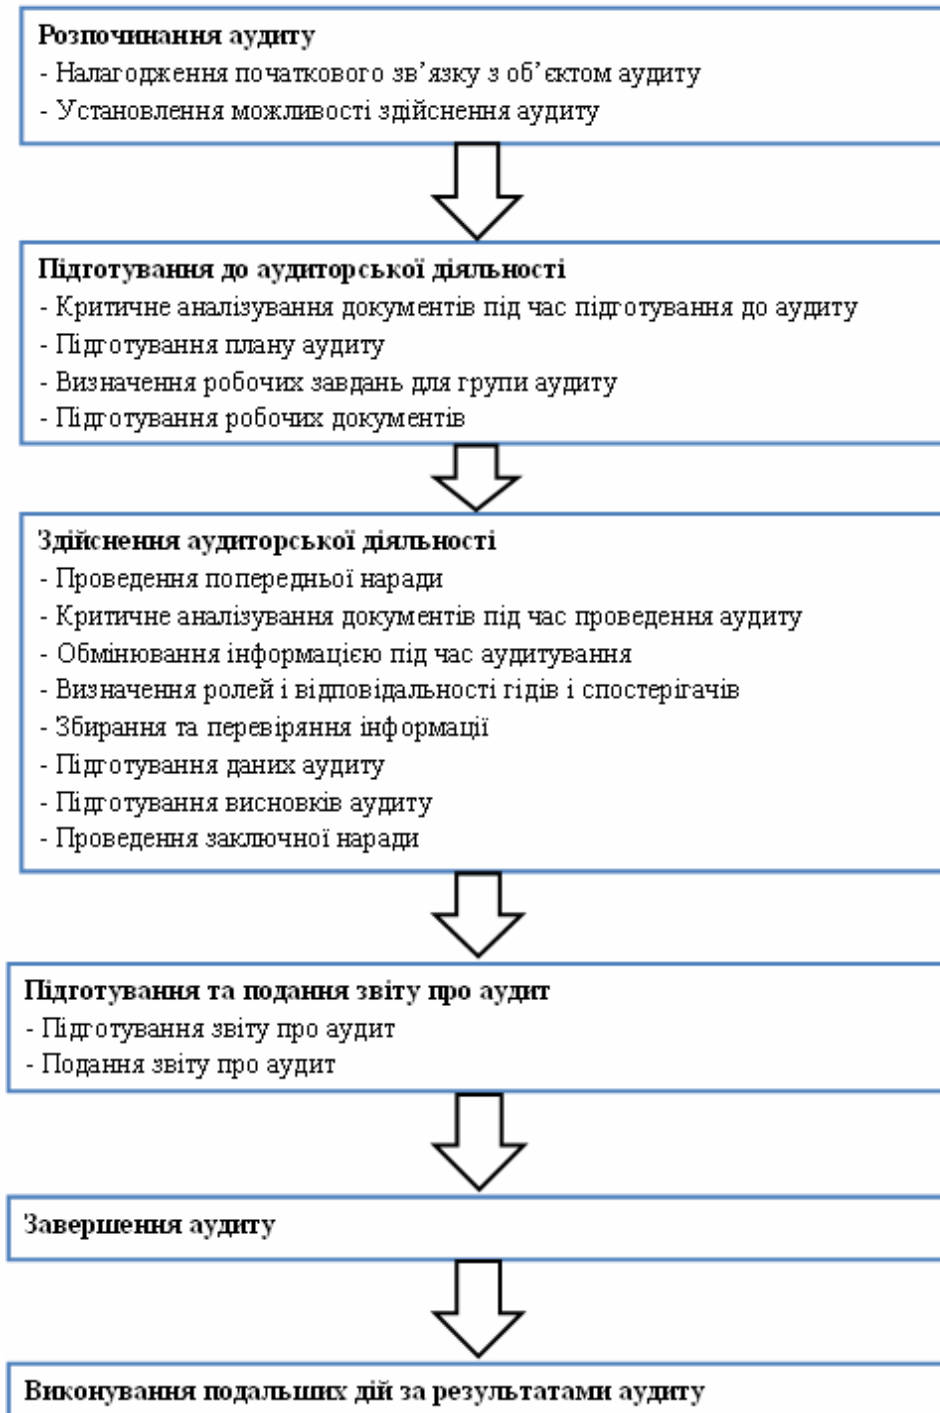 Розпочинання аудиту
- Налагодження початкового зв’язку з об’єктом аудиту
- Установлення можливості здійснення аудиту
Підготування до аудиторської діяльності
- Критичне аналізування документів під час підготування до аудиту
- Підготування плану аудиту
- Визначення робочих завдань для групи аудиту
- Підготування робочих документів
Здійснення аудиторської діяльності
- Проведення попередньої наради
- Критичне аналізування документів під час проведення аудиту
- Обмінювання інформацією під час аудитування
- Визначення ролей і відповідальності гідів і спостерігачів
- Збирання та перевіряння інформації
- Підготування даних аудиту
- Підготування висновків аудиту
- Проведення заключної наради
Підготування та подання звіту про аудит
- Підготування звіту про аудит
- Подання звіту про аудит
Завершення аудиту
Виконування подальших дій за результатами аудиту